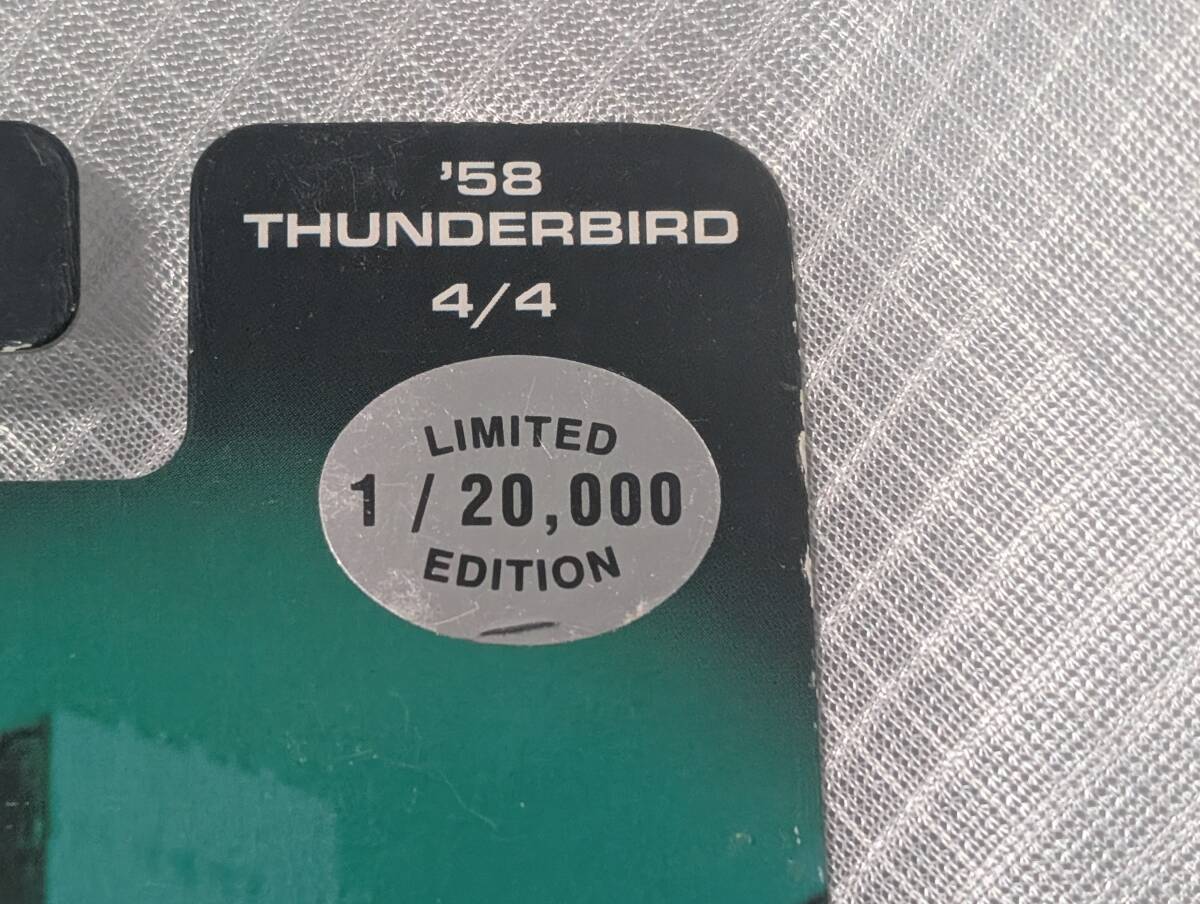 ’58
THUNDERBIRD
4/4
LIMITED
1 / 20,000
EDITION